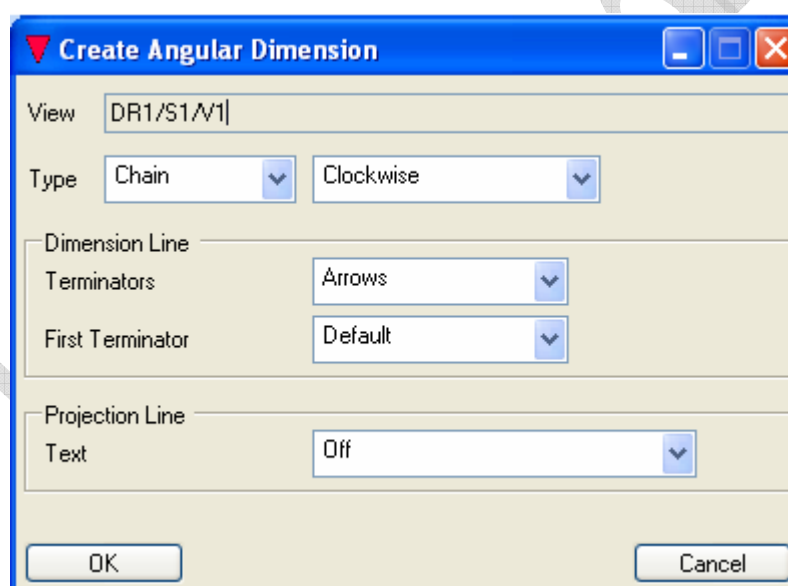 Create Angular Dimension
View DR1/S1/V1
Type Chain Clockwise
Dimension Line
Terminators Arrows
First Terminator Default
Projection Line
Text Off
OK Cancel